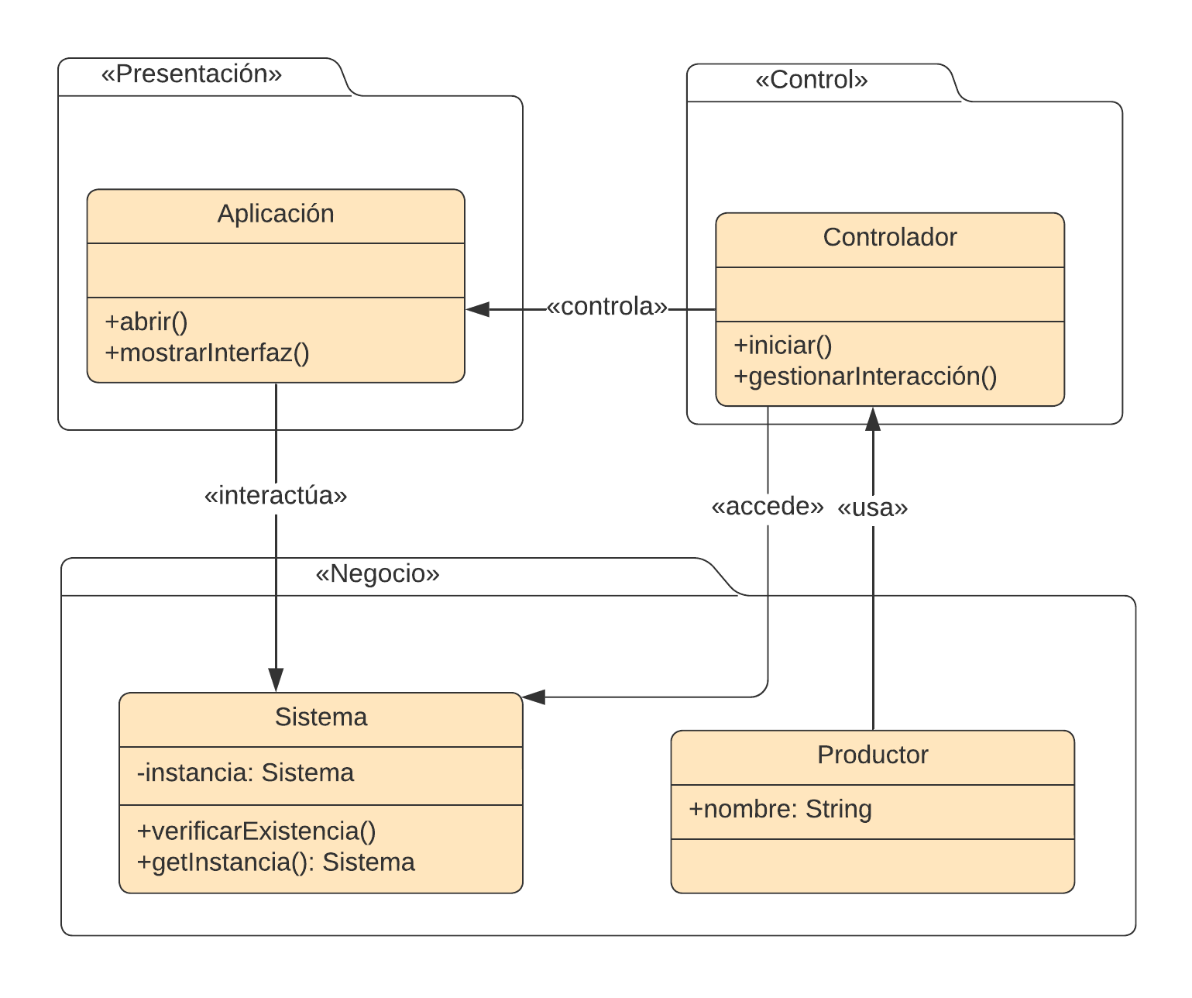 «Presentación»
«Control»
Aplicación
+abrir()
+mostrarInterfaz()
Controlador
+iniciar()
+gestionarInteracción()
«controla»
«interactúa»
«accede»
«usa»
«Negocio»
Sistema
-instancia: Sistema
+verificarExistencia()
+getInstancia(): Sistema
Productor
+nombre: String